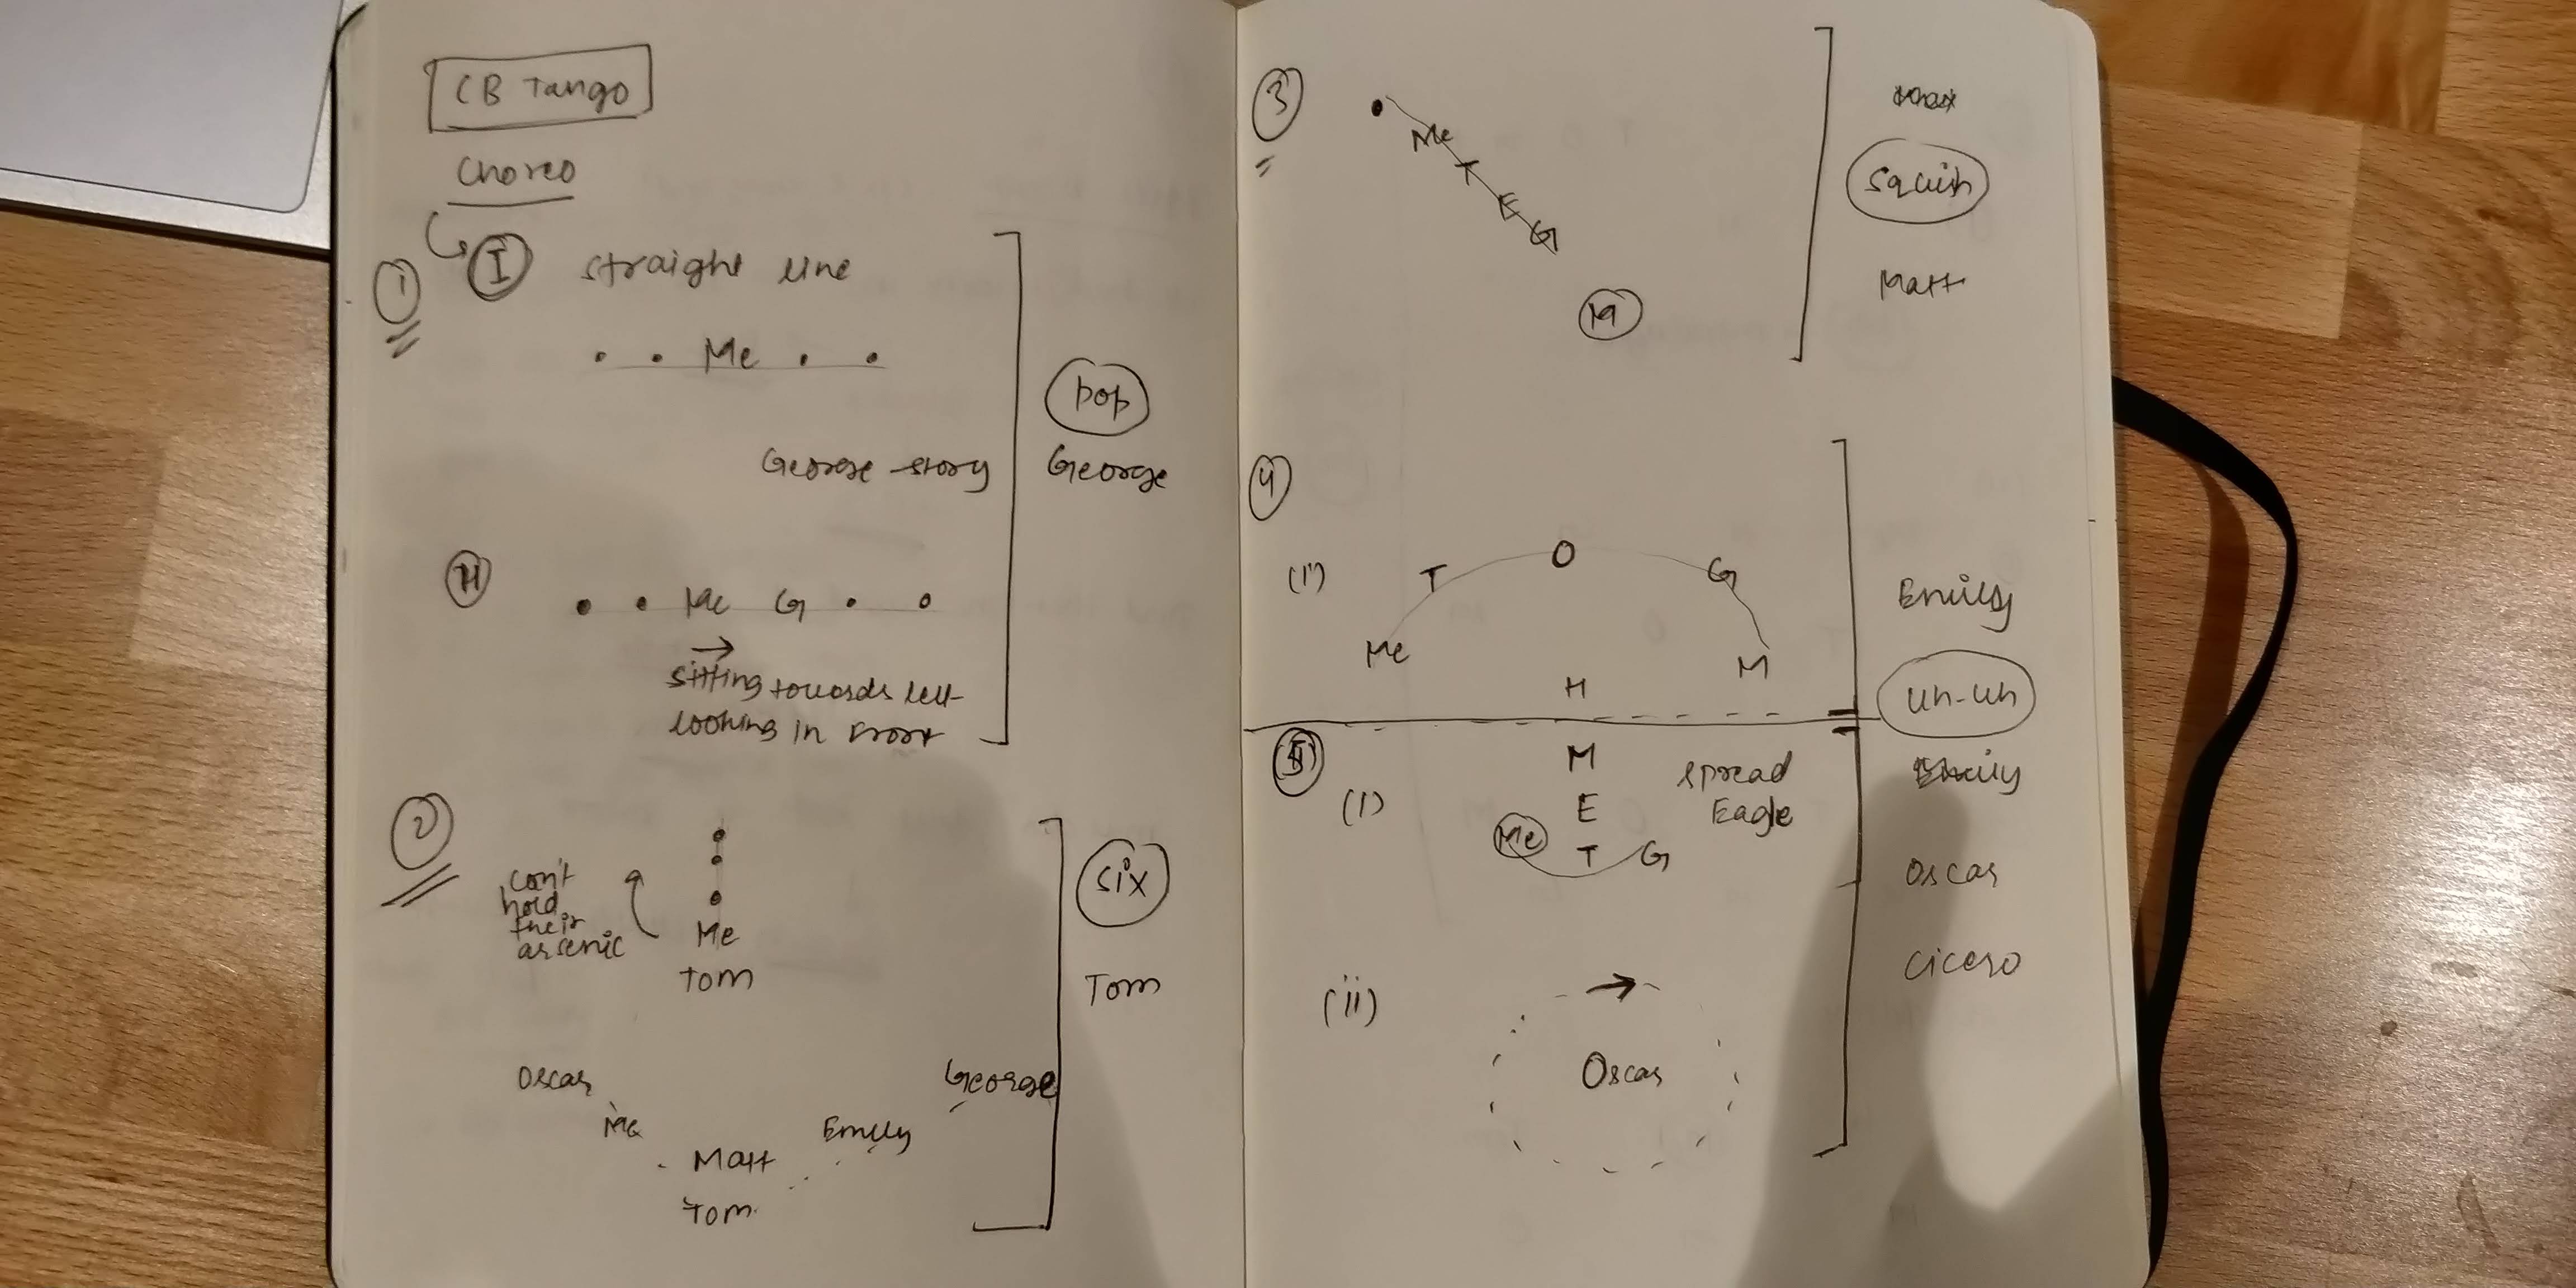 CB Tango
Choreo
1
I straight line
. . Me . .
George story
pop
George
II
Me G
sitting towards left
looking in front
2
can't
hold
their
arsenic
Me
Tom
six
Tom
Oscar
George
Me
Emily
Matt
Tom
3
Me
T
E
G
M
squish
Matt
4
(i)
T O G
Me M
H
Emily
uh-uh
5
(i)
M
E
Me T G
spread
Eagle
Emily
Oscar
Cicero
(ii)
Oscar